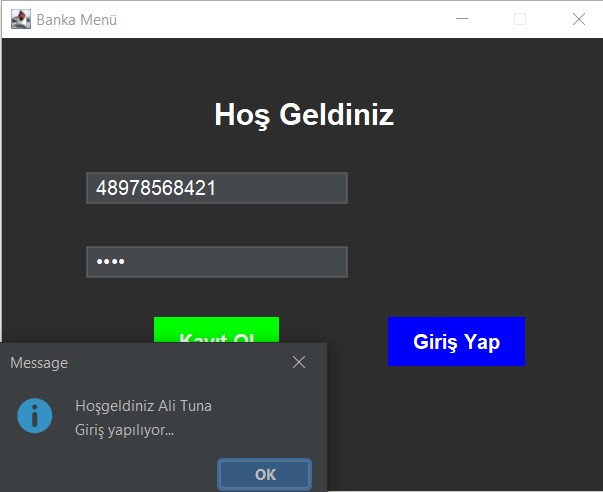 Banka Menü
Hoş Geldiniz
48978568421
••••
Kayıt Ol
Giriş Yap
Message
Hoşgeldiniz Ali Tuna
Giriş yapılıyor...
OK